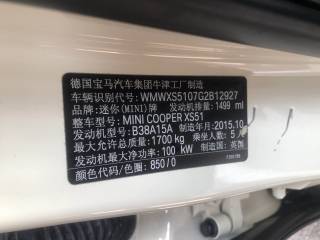 德国宝马汽车集团牛津工厂制造
车辆识别代号:WMWXS5107G2B12927
品牌:迷你(MINI)牌 发动机排量:1499 ml
整车型号:MINI COOPER XS51
发动机型号:B38A15A 制造年月:2015.10
最大允许总质量:1700 kg 乘坐人数:5人
发动机最大净功率:100 kW 制造国:英国
颜色代码/色号:850/0